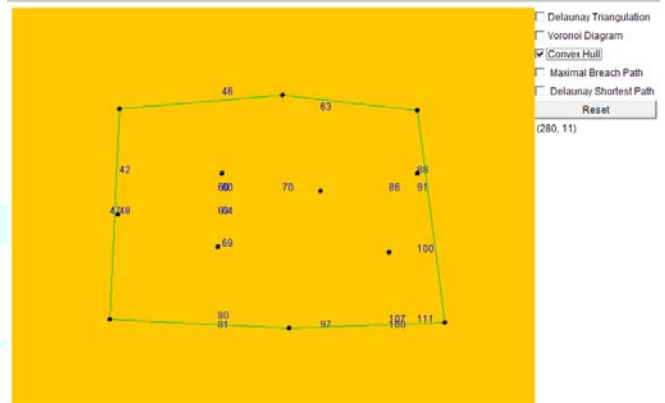 Delaunay Triangulation
Voronoi Diagram
Convex Hull
Maximal Breach Path
Delaunay Shortest Path
Reset
(280, 11)
46
63
42
88
70
86
91
69
100
80
81
97
107
111